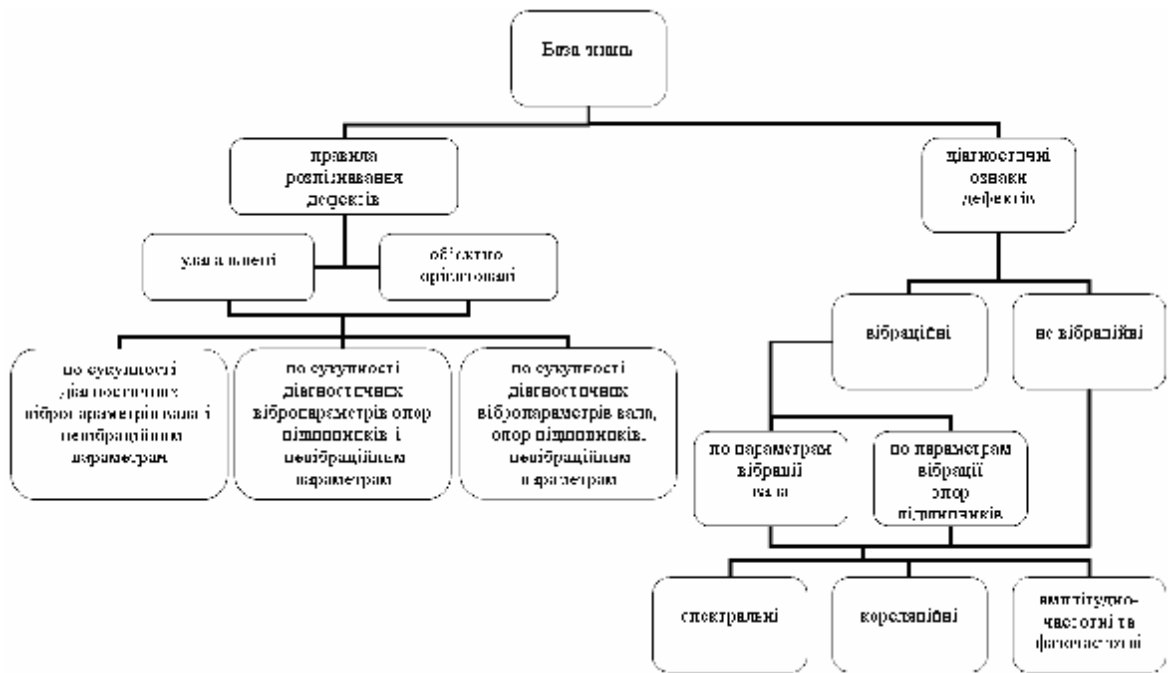 База знань
правила
розпізнавання
дефектів
діагностичні
ознаки
дефектів
узагальнені
об'єктно
орієнтовані
вібраційні
не вібраційні
по сукупності
діагностичних
вібропараметрів вала і
невібраційним
параметрам
по сукупності
діагностичних
вібропараметрів опор
підшипників і
невібраційним
параметрам
по сукупності
діагностичних
вібропараметрів вала,
опор підшипників,
невібраційним
параметрам
по параметрам
вібрації
вала
по параметрам
вібрації
опор
підшипників
спектральні
кореляційні
амплітудно-
частотні та
фазочастотні